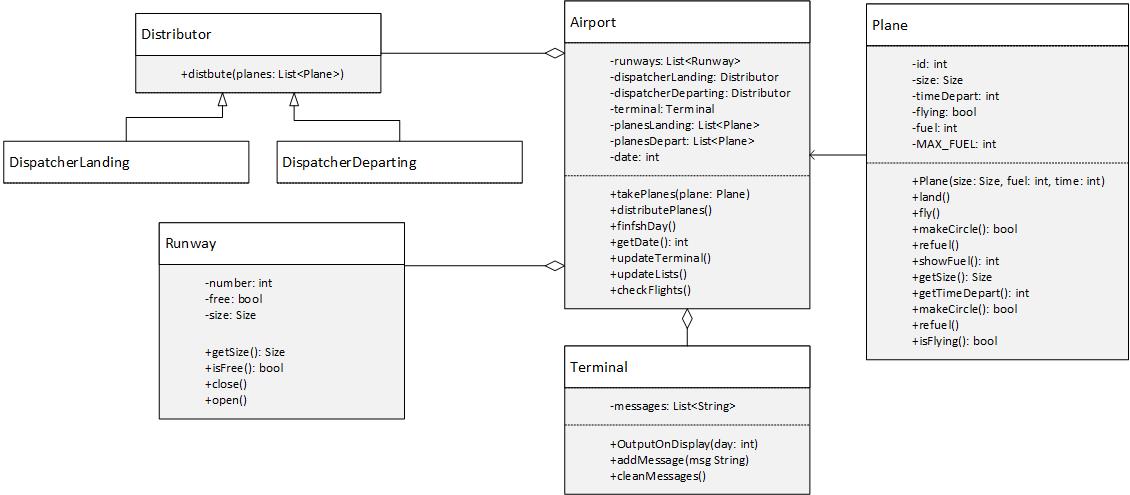 Distributor
+distbute(planes: List<Plane>)
DispatcherLanding
DispatcherDeparting
Runway
-number: int
-free: bool
-size: Size
+getSize(): Size
+isFree(): bool
+close()
+open()
Airport
-runways: List<Runway>
-dispatcherLanding: Distributor
-dispatcherDeparting: Distributor
-terminal: Terminal
-planesLanding: List<Plane>
-planesDepart: List<Plane>
-date: int
+takePlanes(plane: Plane)
+distributePlanes()
+finfshDay()
+getDate(): int
+updateTerminal()
+updateLists()
+checkFlights()
Terminal
-messages: List<String>
+OutputOnDisplay(day: int)
+addMessage(msg String)
+cleanMessages()
Plane
-id: int
-size: Size
-timeDepart: int
-flying: bool
-fuel: int
-MAX_FUEL: int
+Plane(size: Size, fuel: int, time: int)
+land()
+fly()
+makeCircle(): bool
+refuel()
+showFuel(): int
+getSize(): Size
+getTimeDepart(): int
+makeCircle(): bool
+refuel()
+isFlying(): bool